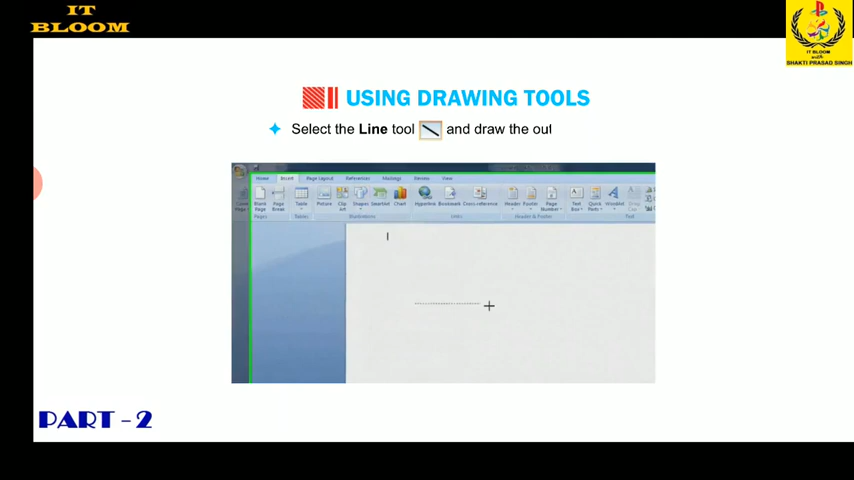 IT
BLOOM
IT BLOOM
with
SHAKTI PRASAD SINGH
USING DRAWING TOOLS
Select the Line tool and draw the out
Home Insert Page Layout References Mailings Review View
Blank Page Page Break Table Picture Clip Art Shapes SmartArt Chart Hyperlink Bookmark Cross-reference Header Footer Page Number Text Box Quick Parts WordArt Drop Cap
Pages Tables Illustrations Links Header & Footer Text
PART - 2